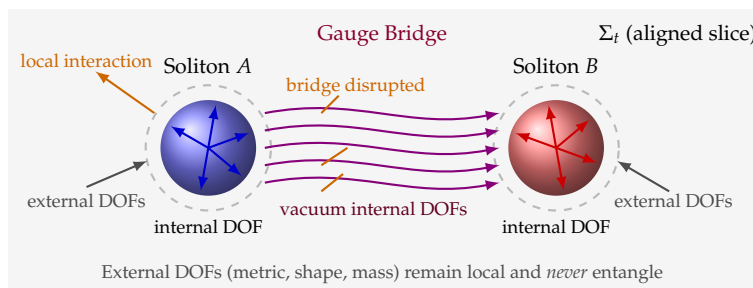 Gauge Bridge
Σt (aligned slice)
local interaction
Soliton A
Soliton B
bridge disrupted
external DOFs
internal DOF
vacuum internal DOFs
internal DOF
external DOFs
External DOFs (metric, shape, mass) remain local and never entangle